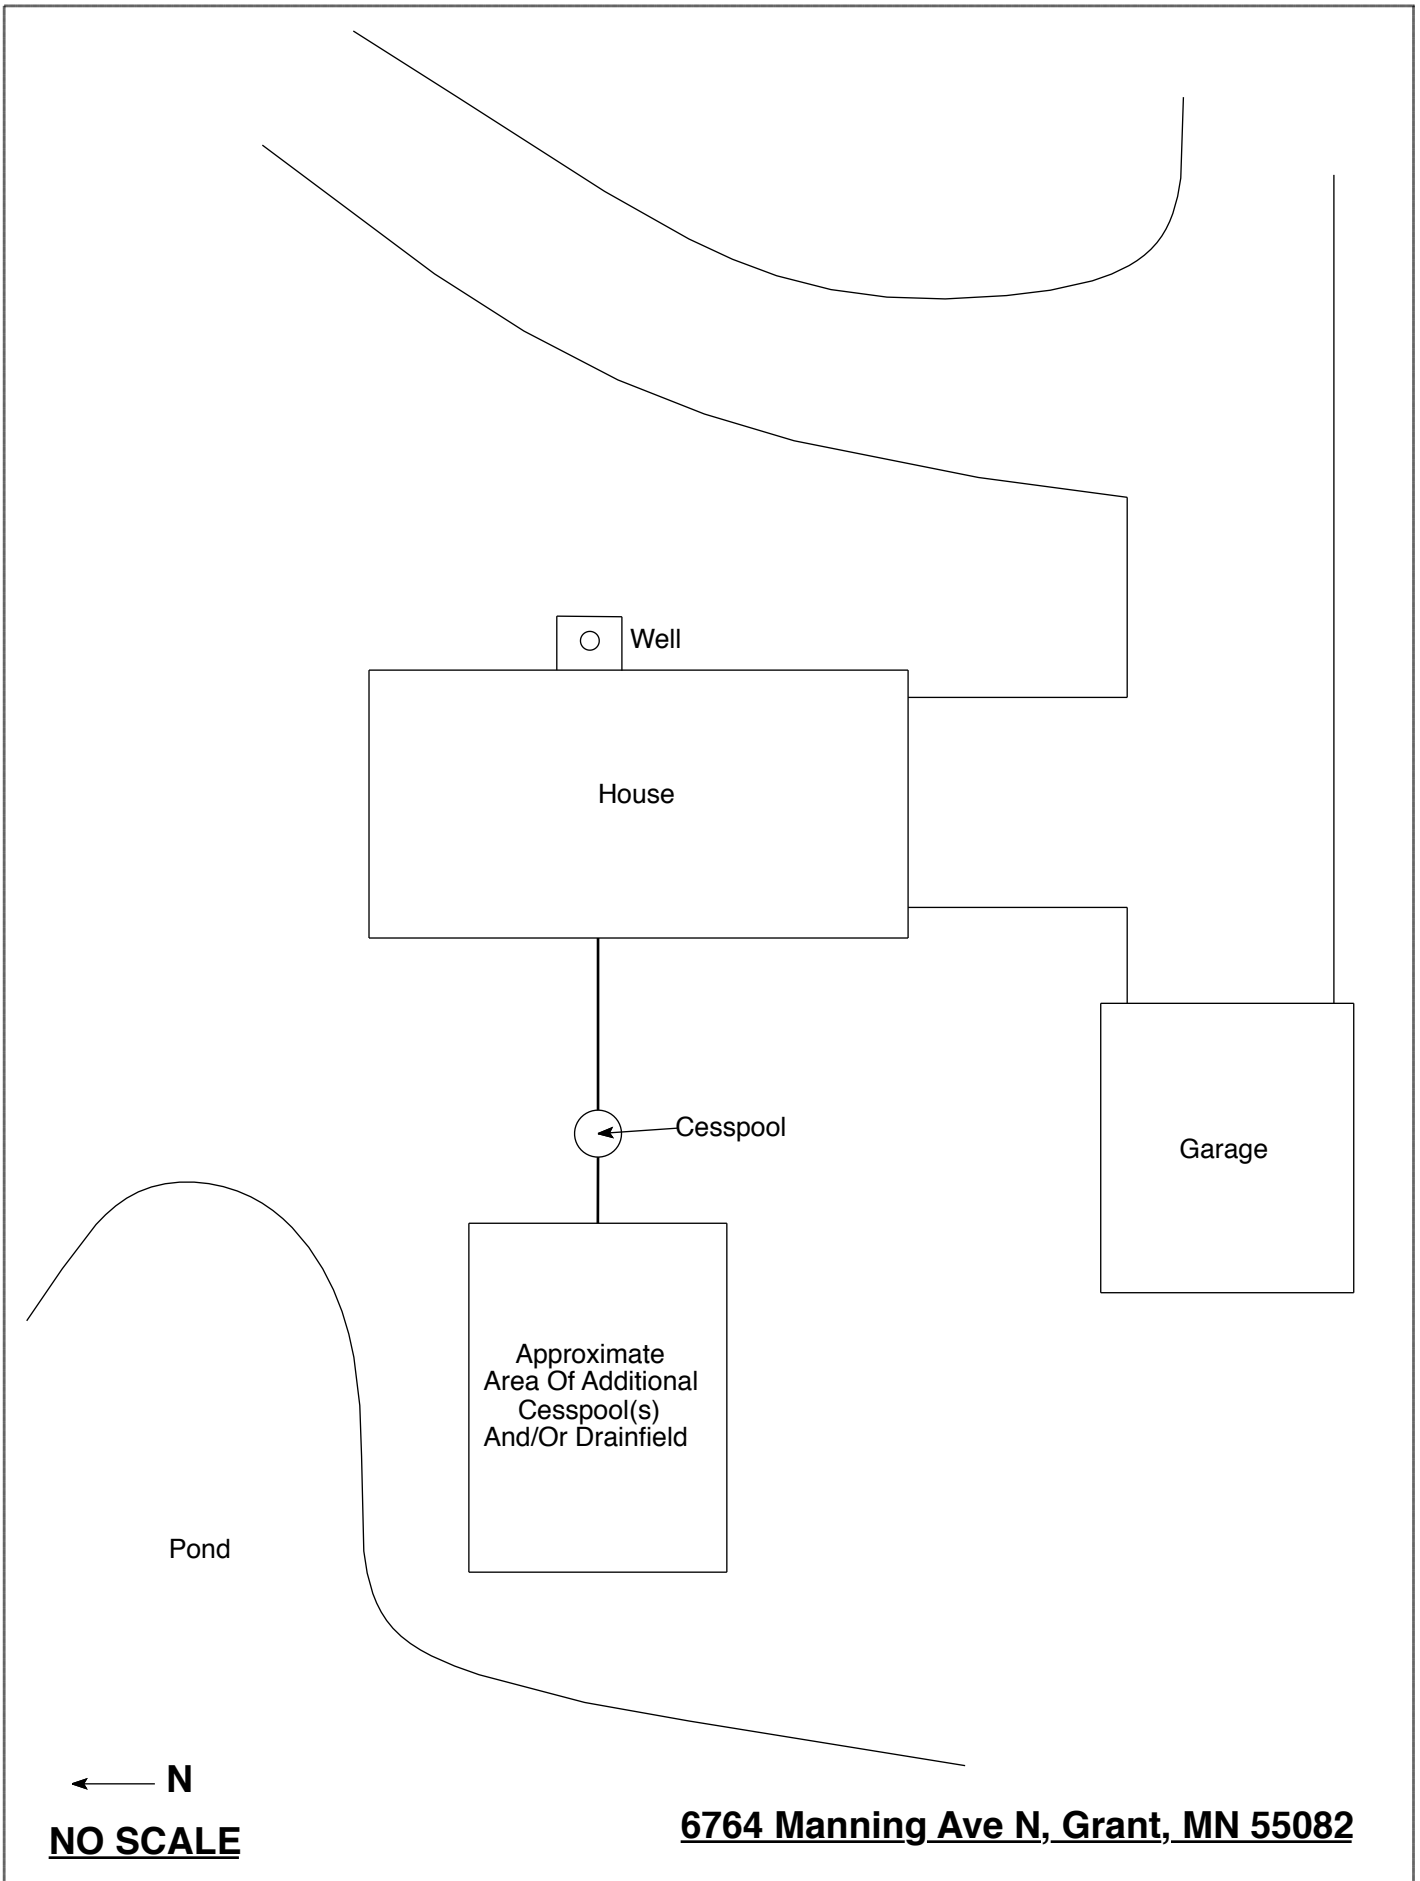 Well
House
Cesspool
Garage
Approximate
Area Of Additional
Cesspool(s)
And/Or Drainfield
Pond
N
NO SCALE
6764 Manning Ave N, Grant, MN 55082